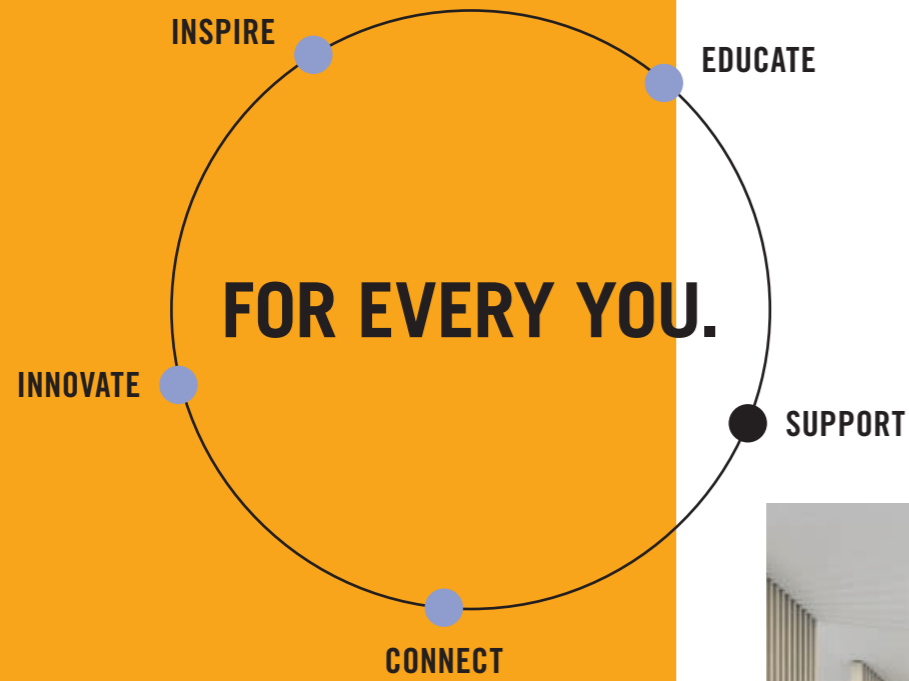 INSPIRE
EDUCATE
FOR EVERY YOU.
INNOVATE
SUPPORT
CONNECT